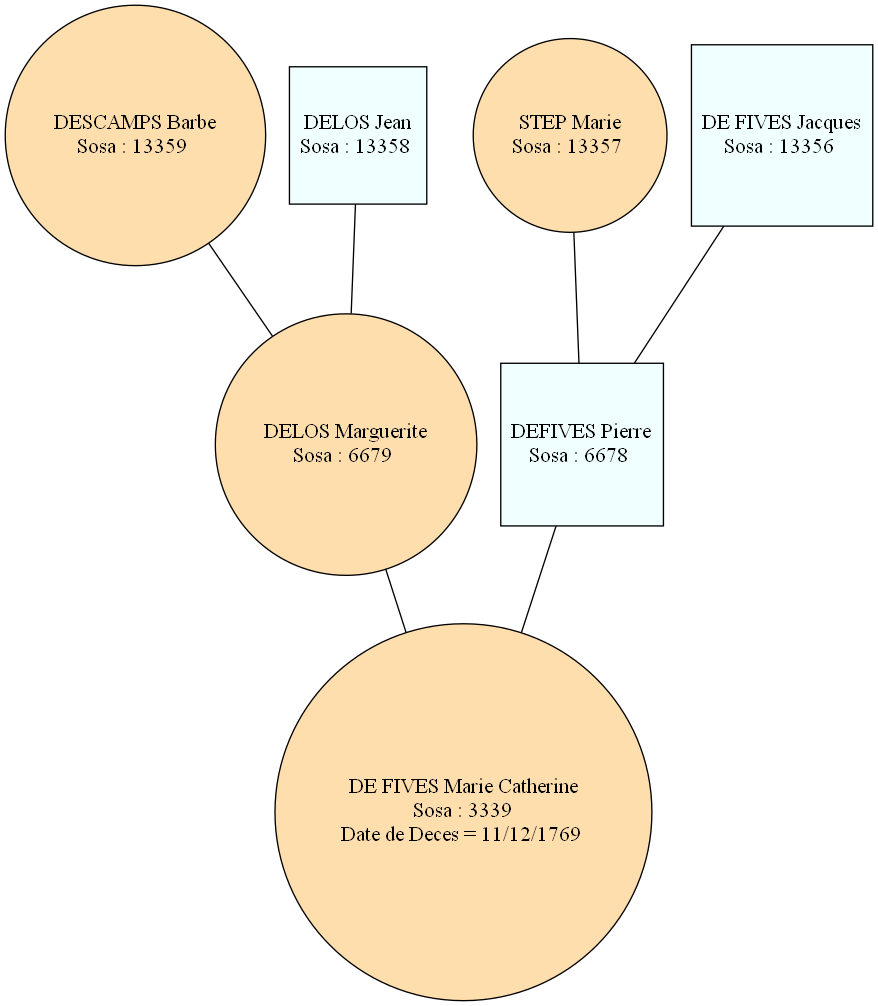 DESCAMPS Barbe
Sosa : 13359
DELOS Jean
Sosa : 13358
STEP Marie
Sosa : 13357
DE FIVES Jacques
Sosa : 13356
DELOS Marguerite
Sosa : 6679
DEFIVES Pierre
Sosa : 6678
DE FIVES Marie Catherine
Sosa : 3339
Date de Deces = 11/12/1769